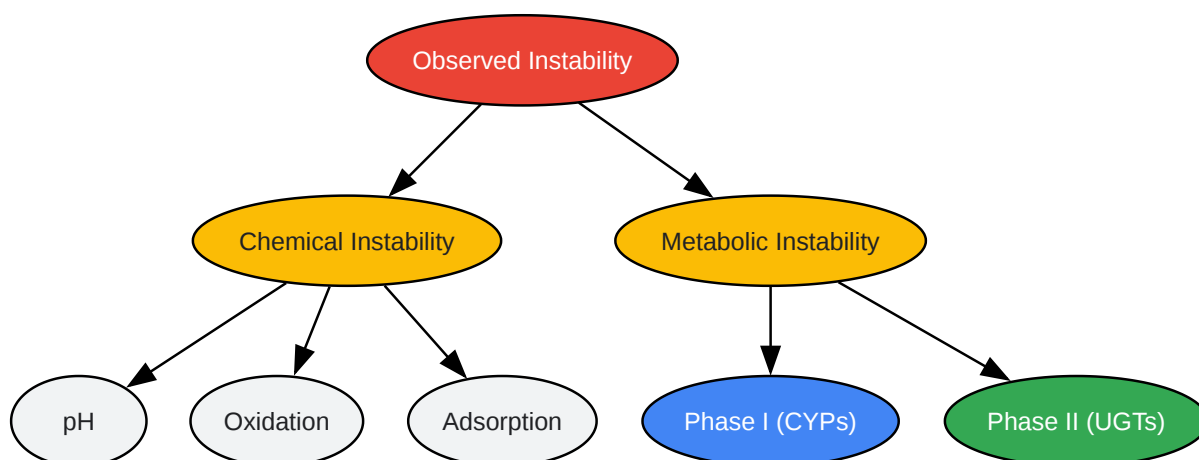 Observed Instability
Chemical Instability
Metabolic Instability
pH
Oxidation
Adsorption
Phase I (CYPs)
Phase II (UGTs)